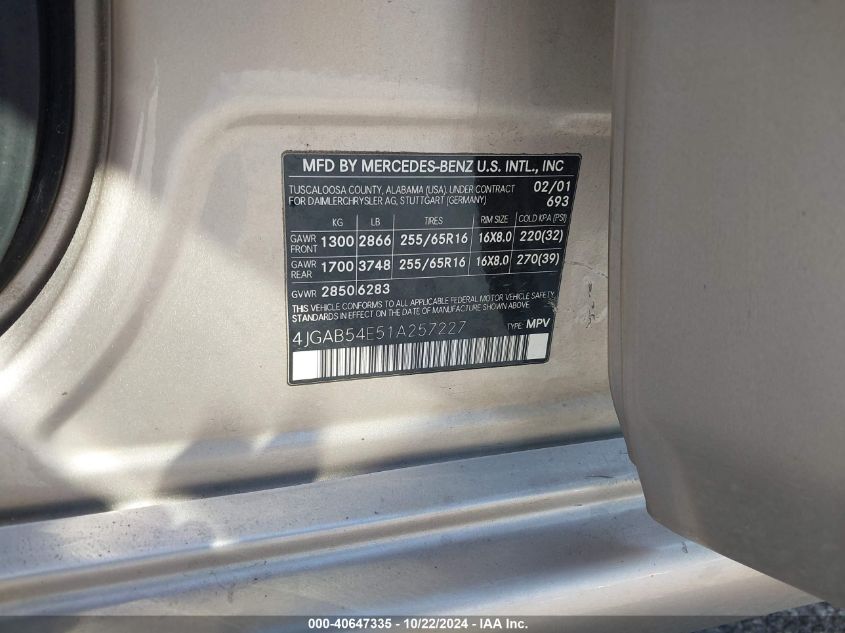 MFD BY MERCEDES-BENZ U.S. INTL., INC
TUSCALOOSA COUNTY, ALABAMA (USA). UNDER CONTRACT 02/01
FOR DAIMLERCHRYSLER AG, STUTTGART (GERMANY) 693
KG LB TIRES RIM SIZE COLD KPA (PSI)
GAWR FRONT 1300 2866 255/65R16 16X8.0 220(32)
GAWR REAR 1700 3748 255/65R16 16X8.0 270(39)
GVWR 2850 6283
THIS VEHICLE CONFORMS TO ALL APPLICABLE FEDERAL MOTOR VEHICLE SAFETY
STANDARDS IN EFFECT ON THE DATE OF MANUFACTURE SHOWN ABOVE.
4JGAB54E51A257227 TYPE: MPV
000-40647335 - 10/22/2024 - IAA Inc.